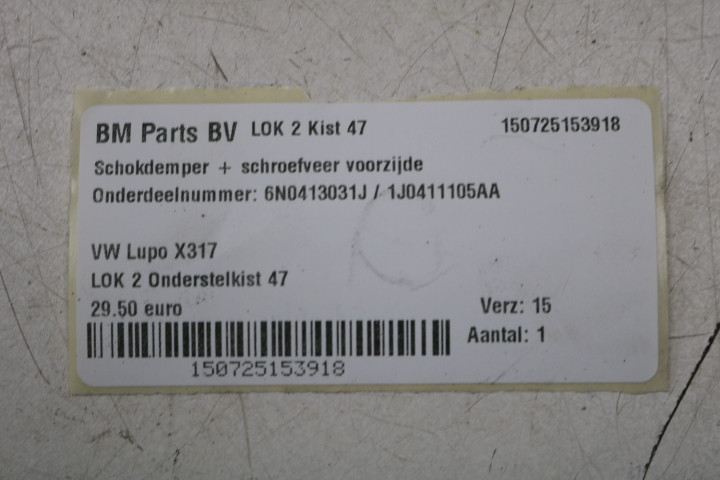 BM Parts BV LOK 2 Kist 47 150725153918
Schokdemper + schroefveer voorzijde
Onderdeelnummer: 6N0413031J / 1J0411105AA
VW Lupo X317
LOK 2 Onderstelkist 47
29.50 euro Verz: 15
Aantal: 1
150725153918